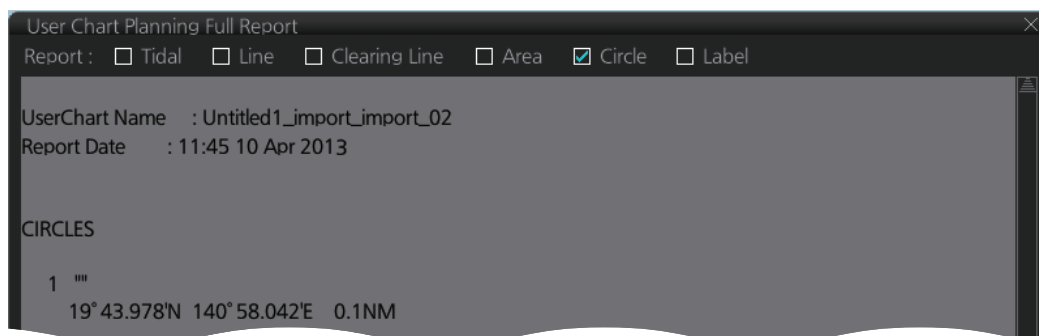 User Chart Planning Full Report
Report : Tidal Line Clearing Line Area Circle Label
UserChart Name : Untitled1_import_import_02
Report Date : 11:45 10 Apr 2013
CIRCLES
1 ""
19° 43.978'N 140° 58.042'E 0.1NM